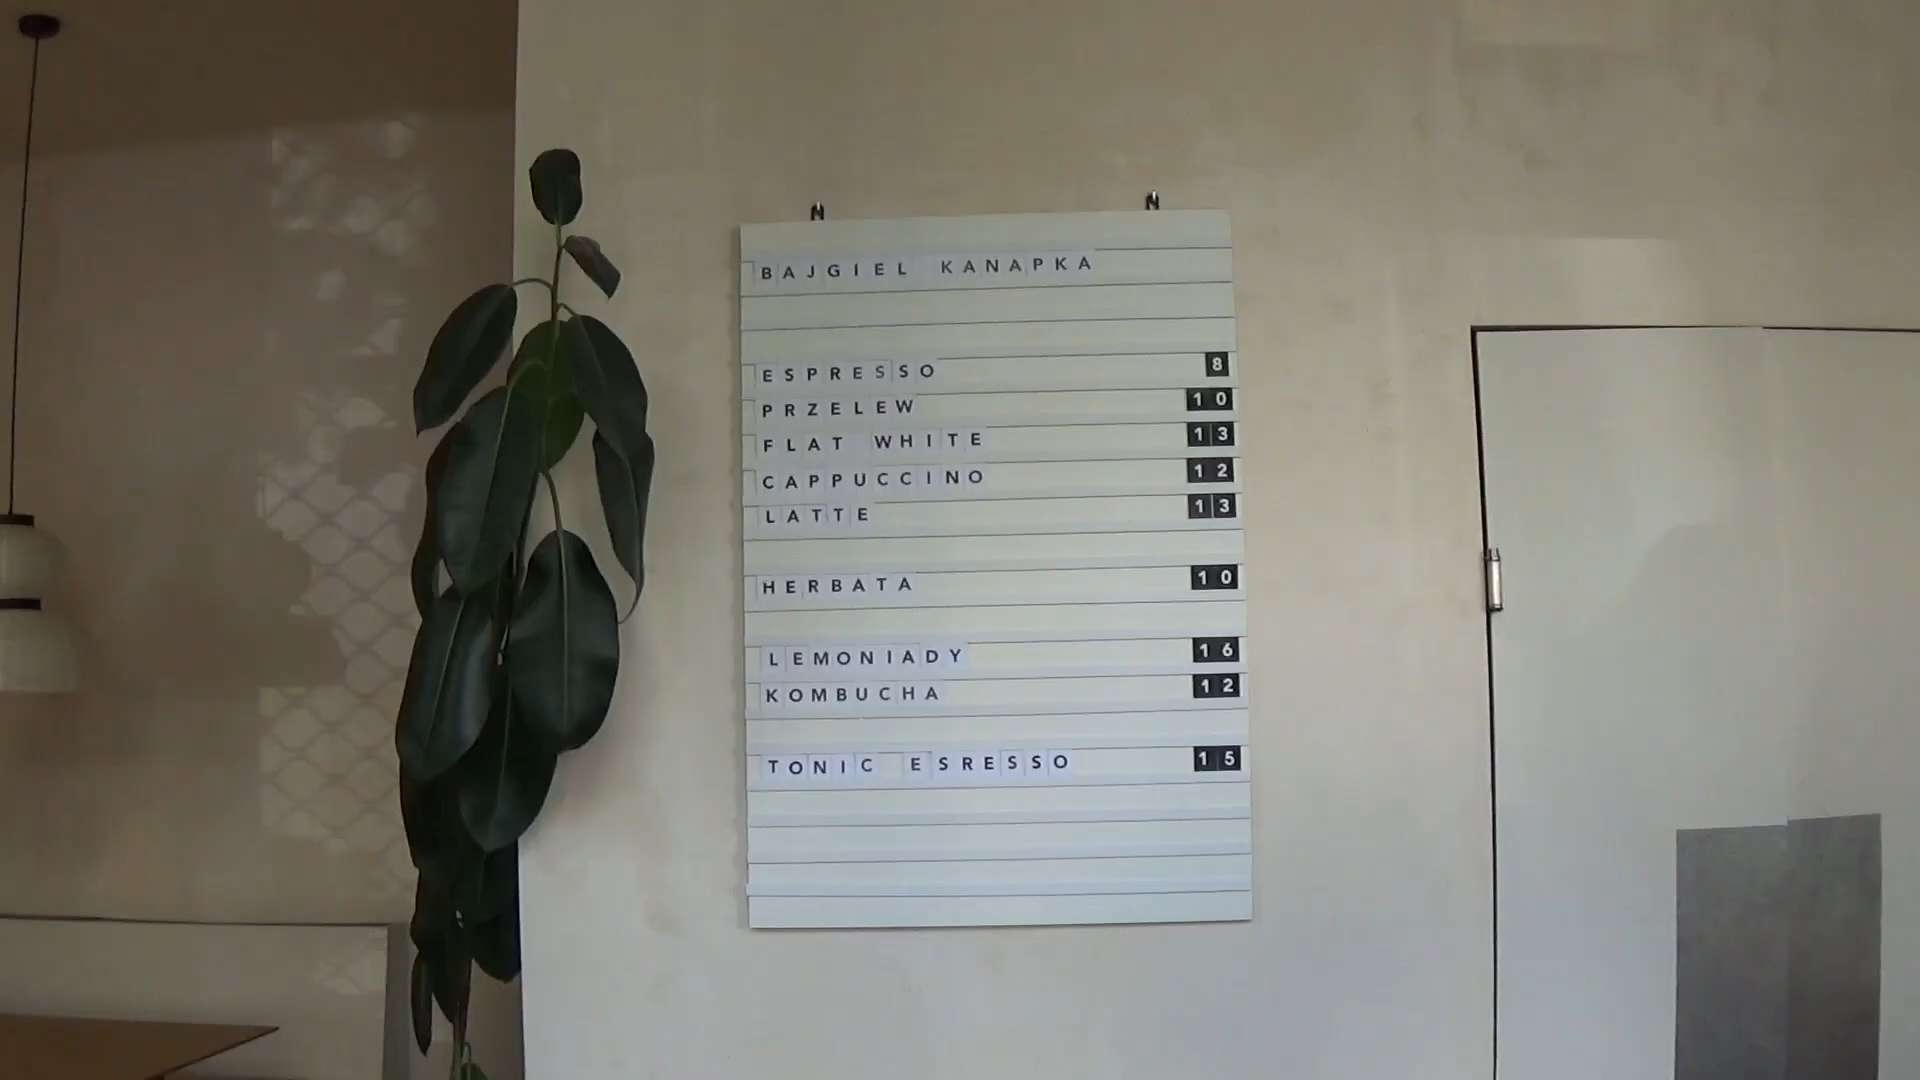 BAJGIEL KANAPKA
ESPRESSO 8
PRZELEW 10
FLAT WHITE 13
CAPPUCCINO 12
LATTE 13
HERBATA 10
LEMONIADY 16
KOMBUCHA 12
TONIC ESRESSO 15